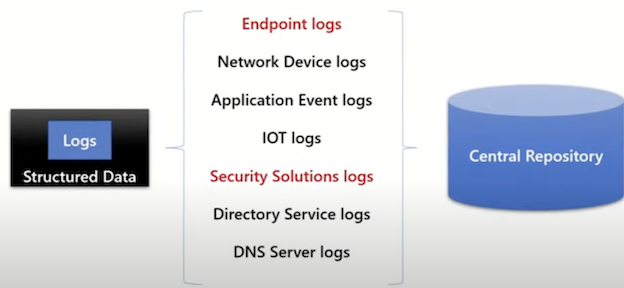 Logs
Structured Data
Endpoint logs
Network Device logs
Application Event logs
IOT logs
Security Solutions logs
Directory Service logs
DNS Server logs
Central Repository